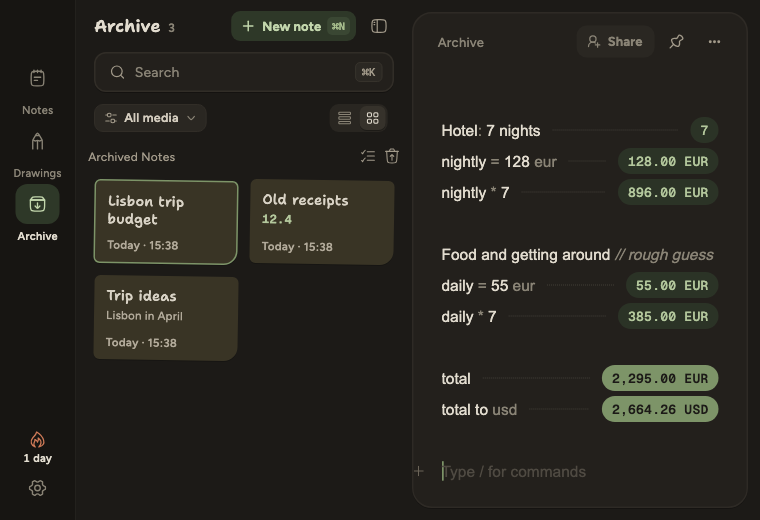 Notes
Drawings
Archive
1 day
Archive 3
+ New note ⌘N
Search ⌘K
All media
Archived Notes
Lisbon trip
budget
Today · 15:38
Old receipts
12.4
Today · 15:38
Trip ideas
Lisbon in April
Today · 15:38
Archive
Share
Hotel: 7 nights 7
nightly = 128 eur 128.00 EUR
nightly * 7 896.00 EUR
Food and getting around // rough guess
daily = 55 eur 55.00 EUR
daily * 7 385.00 EUR
total 2,295.00 EUR
total to usd 2,664.26 USD
Type / for commands